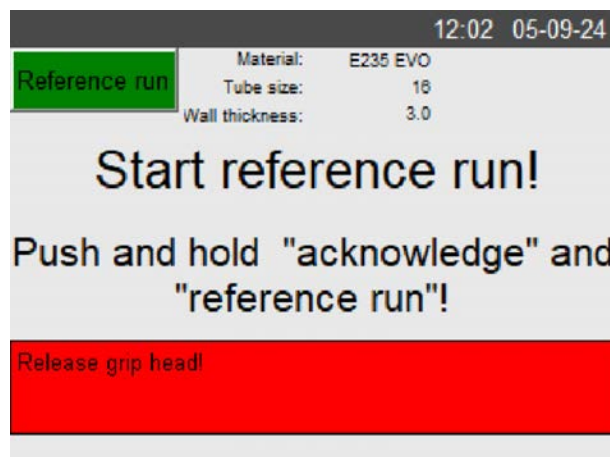 12:02 05-09-24
Reference run
Material: E235 EVO
Tube size: 16
Wall thickness: 3.0
Start reference run!
Push and hold "acknowledge" and
"reference run"!
Release grip head!